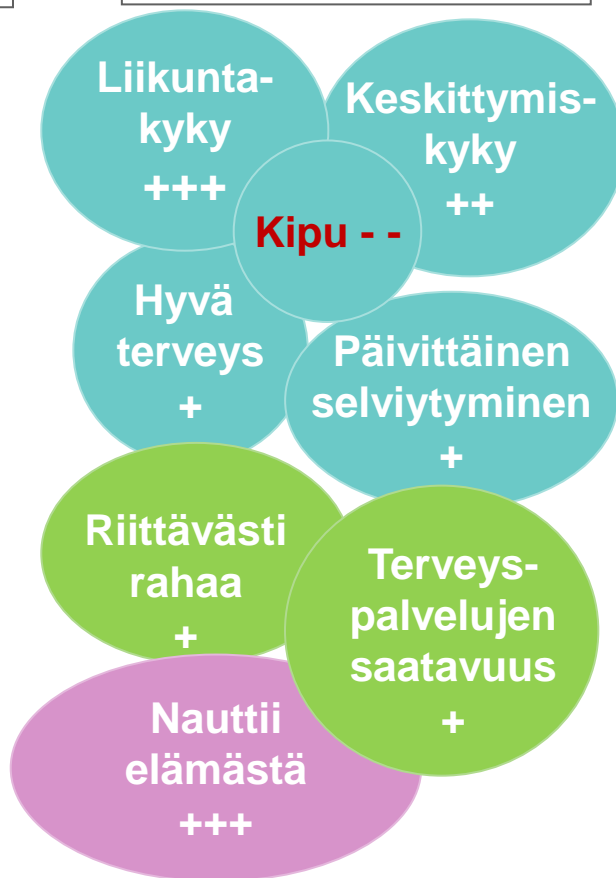 Liikunta-
kyky
+++
Keskittymis-
kyky
++
Kipu - -
Hyvä
terveys
+
Päivittäinen
selviytyminen
+
Riittävästi
rahaa
+
Terveys-
palvelujen
saatavuus
+
Nauttii
elämästä
+++